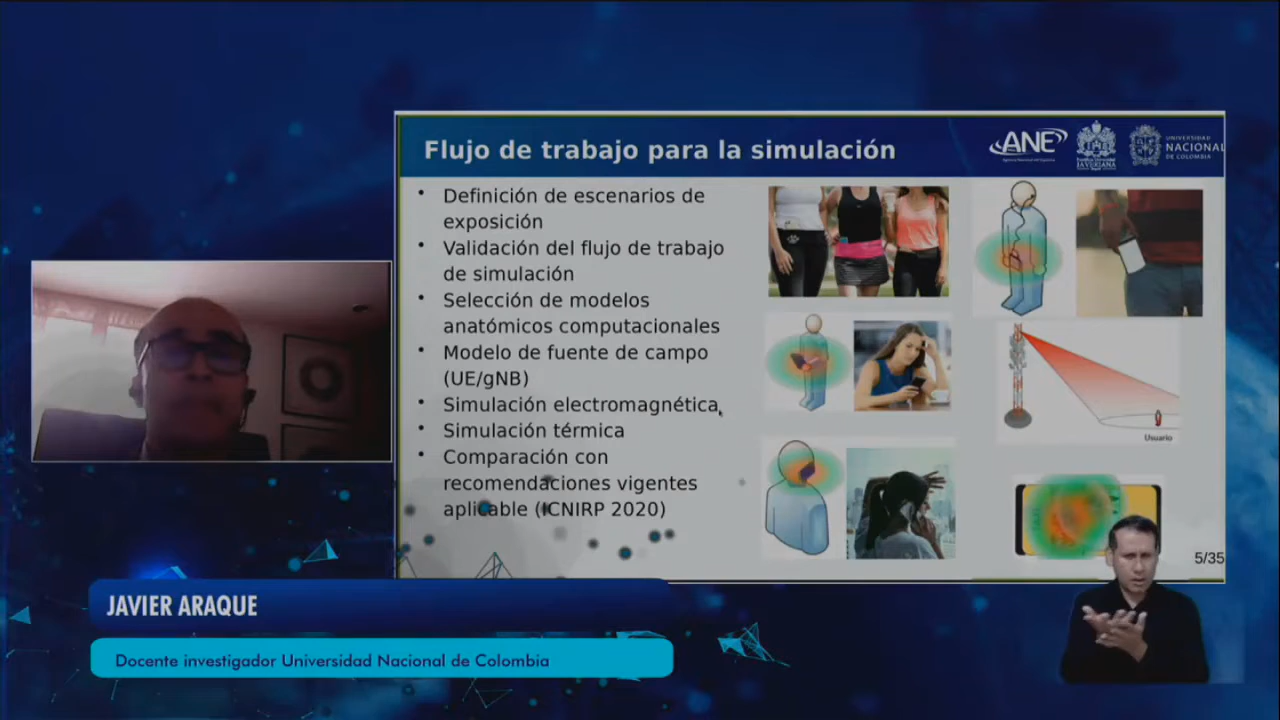 Flujo de trabajo para la simulación
ANE
Pontificia Universidad
JAVERIANA
UNIVERSIDAD
NACIONAL
DE COLOMBIA
• Definición de escenarios de
exposición
• Validación del flujo de trabajo
de simulación
• Selección de modelos
anatómicos computacionales
• Modelo de fuente de campo
(UE/gNB)
• Simulación electromagnética,
• Simulación térmica
• Comparación con
recomendaciones vigentes
aplicable (ICNIRP 2020)
Usuario
5/35
JAVIER ARAQUE
Docente investigador Universidad Nacional de Colombia